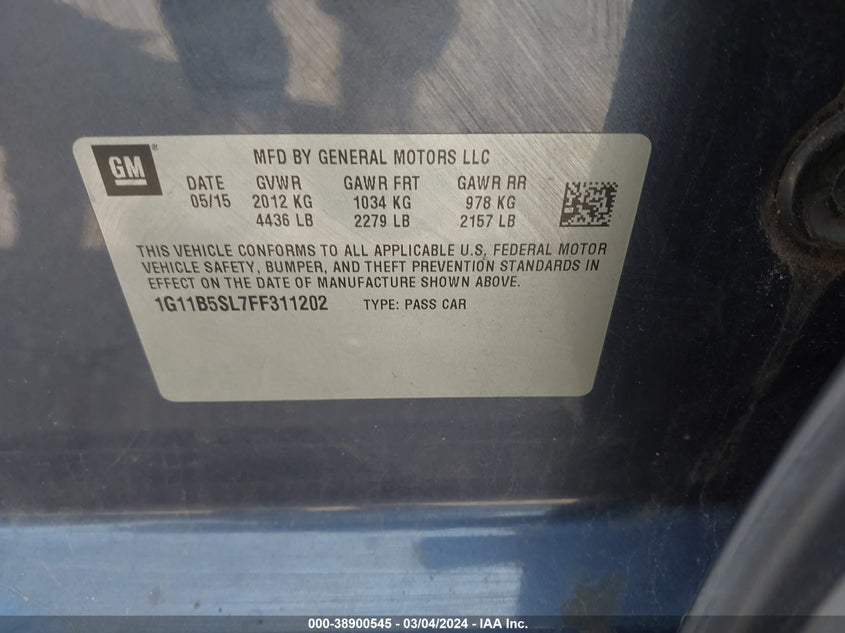 GM®
MFD BY GENERAL MOTORS LLC
DATE GVWR GAWR FRT GAWR RR
05/15 2012 KG 1034 KG 978 KG
4436 LB 2279 LB 2157 LB
THIS VEHICLE CONFORMS TO ALL APPLICABLE U.S. FEDERAL MOTOR
VEHICLE SAFETY, BUMPER, AND THEFT PREVENTION STANDARDS IN
EFFECT ON THE DATE OF MANUFACTURE SHOWN ABOVE.
1G11B5SL7FF311202 TYPE: PASS CAR
000-38900545 - 03/04/2024 - IAA Inc.